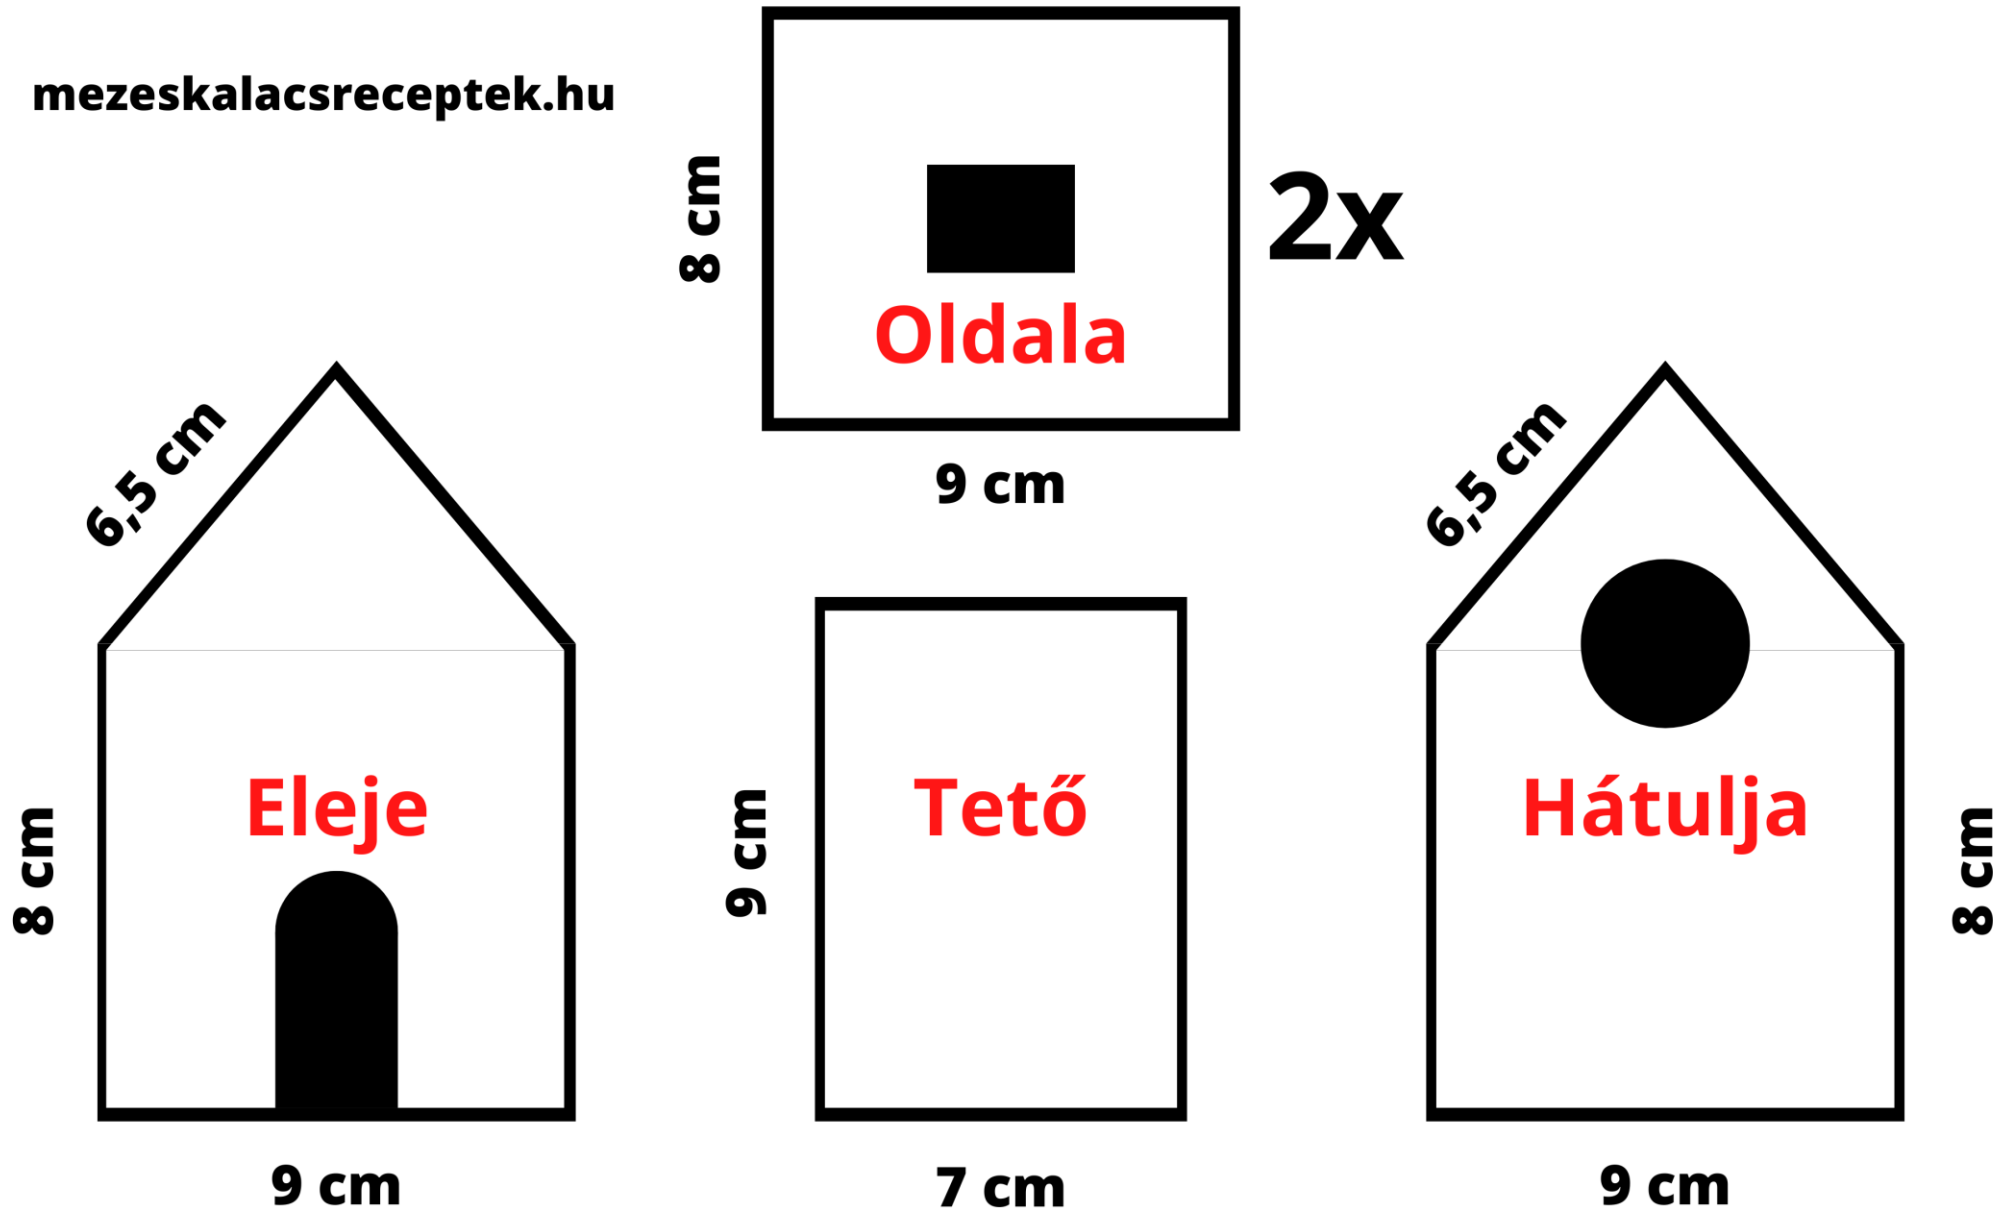 mezeskalacsreceptek.hu
8 cm
2x
Oldala
9 cm
6,5 cm
6,5 cm
Eleje
Tető
Hátulja
8 cm
9 cm
8 cm
9 cm
7 cm
9 cm